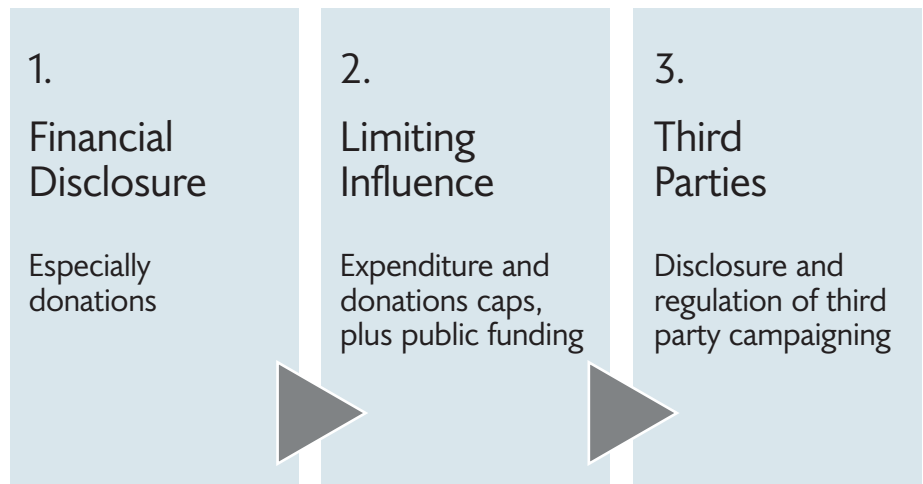 1.
Financial
Disclosure
Especially
donations
2.
Limiting
Influence
Expenditure and
donations caps,
plus public funding
3.
Third
Parties
Disclosure and
regulation of third
party campaigning